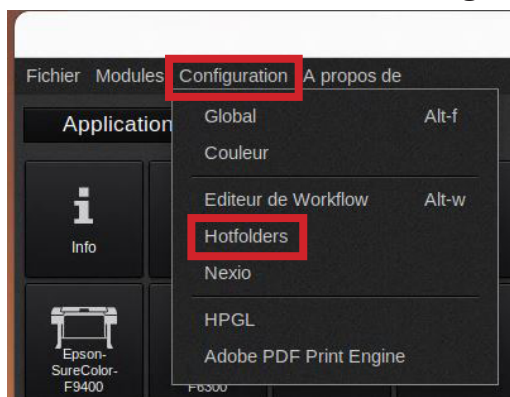 Fichier Modules Configuration A propos de
Application
Global Alt-f
Couleur
Editeur de Workflow Alt-w
Hotfolders
Nexio
HPGL
Adobe PDF Print Engine
Info
Epson-
SureColor-
F9400
F6300